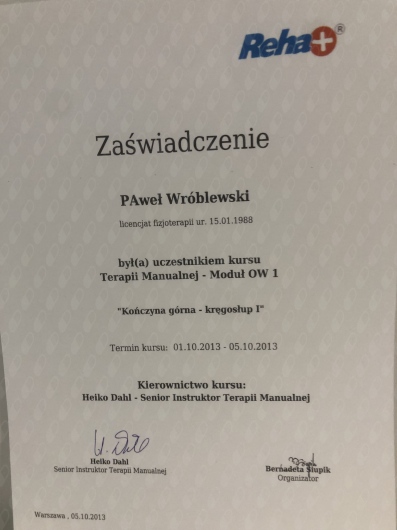 Reha+®
Zaświadczenie
PAweł Wróblewski
licencjat fizjoterapii ur. 15.01.1988
był(a) uczestnikiem kursu
Terapii Manualnej - Moduł OW 1
"Kończyna górna - kręgosłup I"
Termin kursu: 01.10.2013 - 05.10.2013
Kierownictwo kursu:
Heiko Dahl - Senior Instruktor Terapii Manualnej
H. Dahl
Heiko Dahl
Senior Instruktor Terapii Manualnej
Bernadeta Słupik
Organizator
Warszawa , 05.10.2013